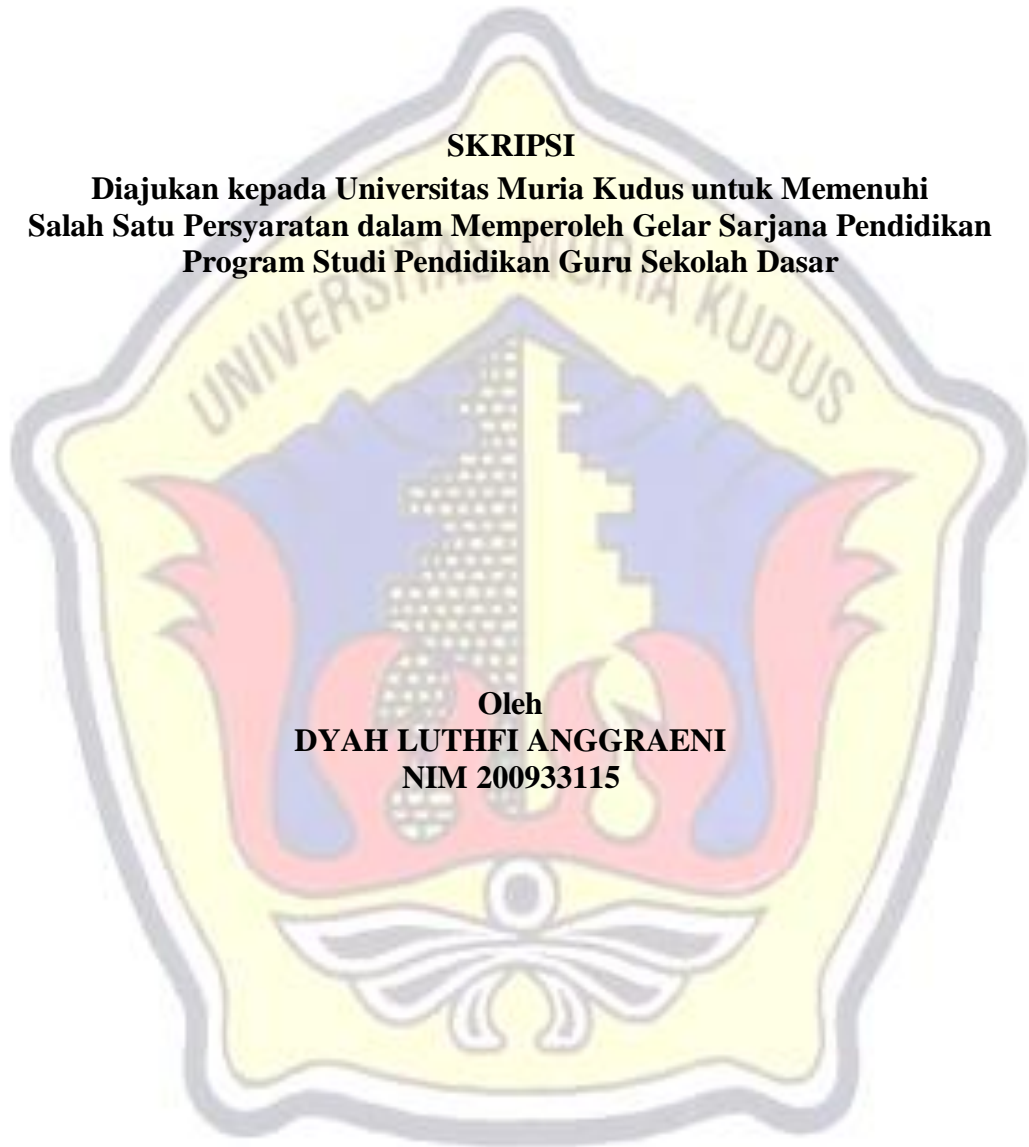 SKRIPSI
Diajukan kepada Universitas Muria Kudus untuk Memenuhi
Salah Satu Persyaratan dalam Memperoleh Gelar Sarjana Pendidikan
Program Studi Pendidikan Guru Sekolah Dasar
UNIVERSITAS MURIA KUDUS
Oleh
DYAH LUTHFI ANGGRAENI
NIM 200933115